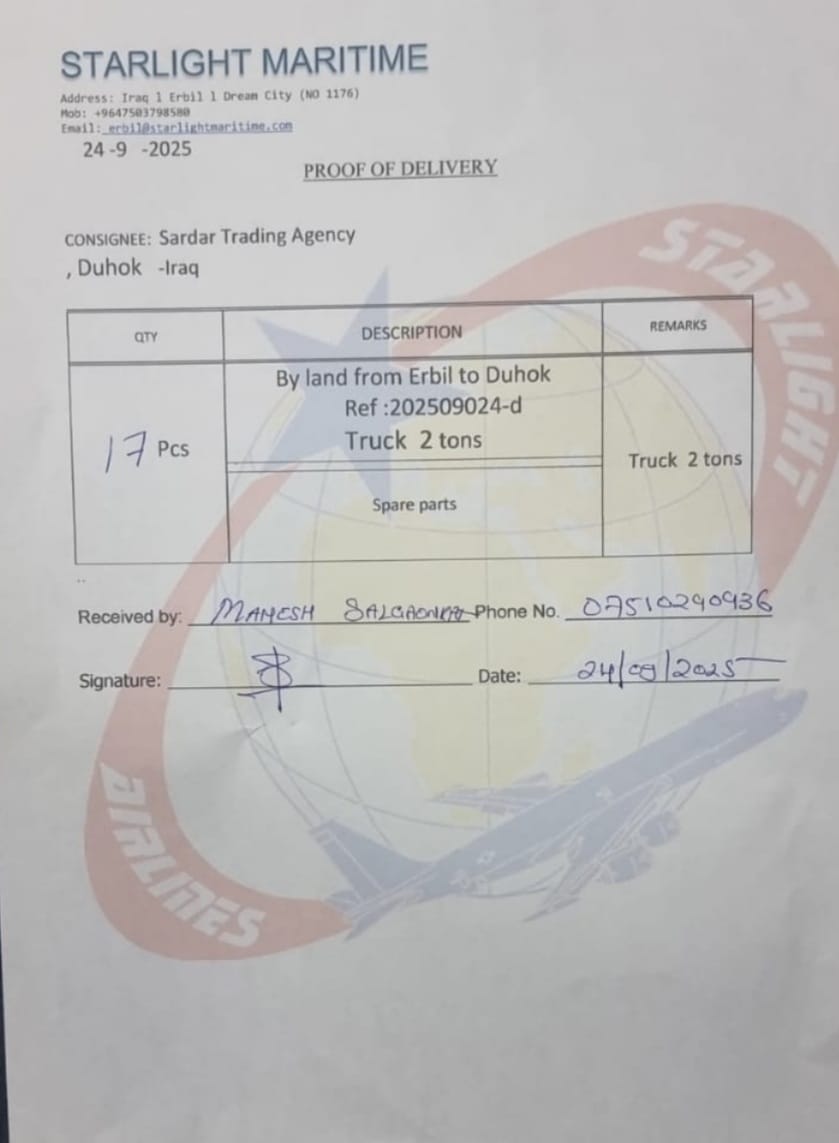 STARLIGHT MARITIME
Address: Iraq l Erbil l Dream City (NO 1176)
Mob: +9647503798580
Email: erbil@starlightmaritime.com
24-9 -2025
PROOF OF DELIVERY
CONSIGNEE: Sardar Trading Agency
, Duhok -Iraq
QTY DESCRIPTION REMARKS
By land from Erbil to Duhok
Ref :202509024-d
Truck 2 tons
17 Pcs
Truck 2 tons
Spare parts
..
Received by: MAHESH Phone No. 07510290936
Signature: Date: 24/09/2025
STARLIGHT
AIRLINES